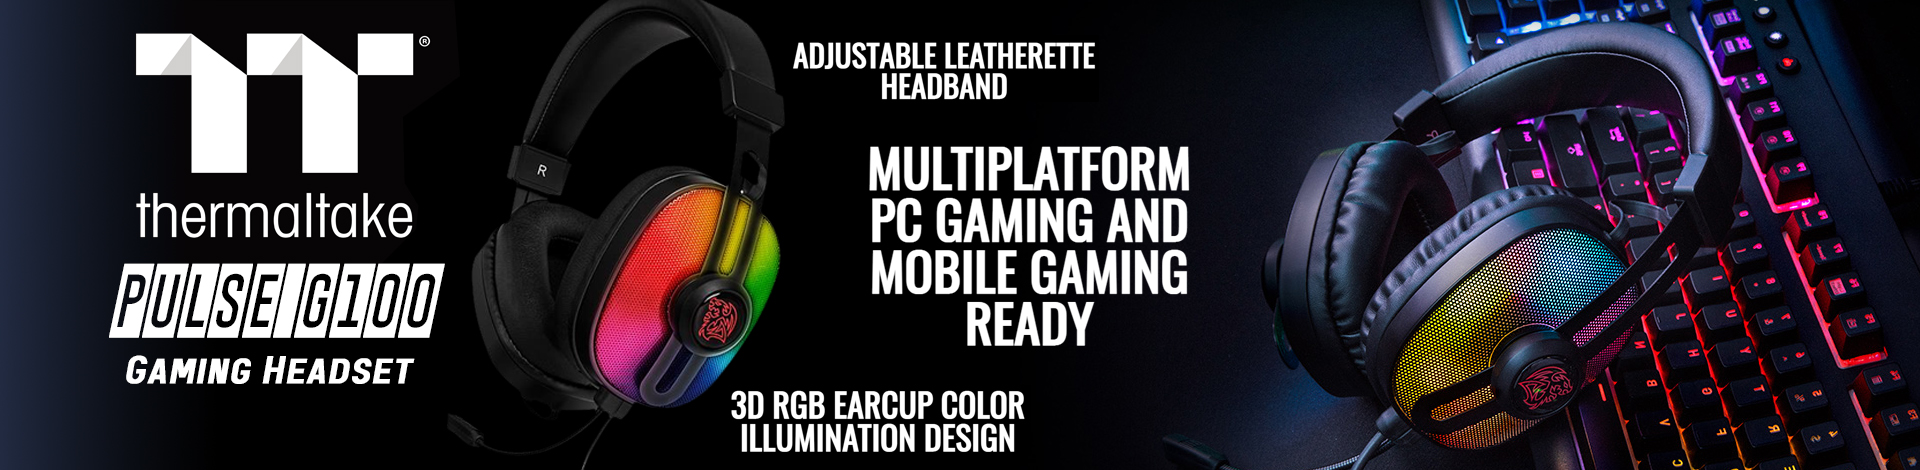 thermaltake
PULSE G100
GAMING HEADSET
R
ADJUSTABLE LEATHERETTE
HEADBAND
MULTIPLATFORM
PC GAMING AND
MOBILE GAMING
READY
3D RGB EARCUP COLOR
ILLUMINATION DESIGN